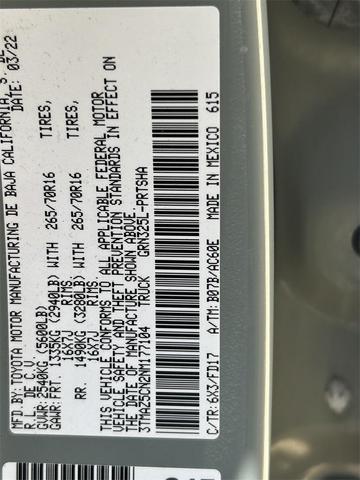 MFD BY: TOYOTA MOTOR MANUFACTURING DE BAJA CALIFORNIA, S. DE
R.L. DE C.V. DATE: 03/22
GVWR: 2540KG(5600LB)
GAWR: FRT. 1335KG(2940LB) WITH 265/70R16 TIRES,
16X7J RIMS
RR. 1490KG(3280LB) WITH 265/70R16 TIRES,
16X7J RIMS.
THIS VEHICLE CONFORMS TO ALL APPLICABLE FEDERAL MOTOR
VEHICLE SAFETY AND THEFT PREVENTION STANDARDS IN EFFECT ON
THE DATE OF MANUFACTURE SHOWN ABOVE.
3TMAZ5CN2NM177104 TRUCK GRN325L-PRTSHA
C/TR: 6X3/FD17 A/TM: B07B/AC60E MADE IN MEXICO 615